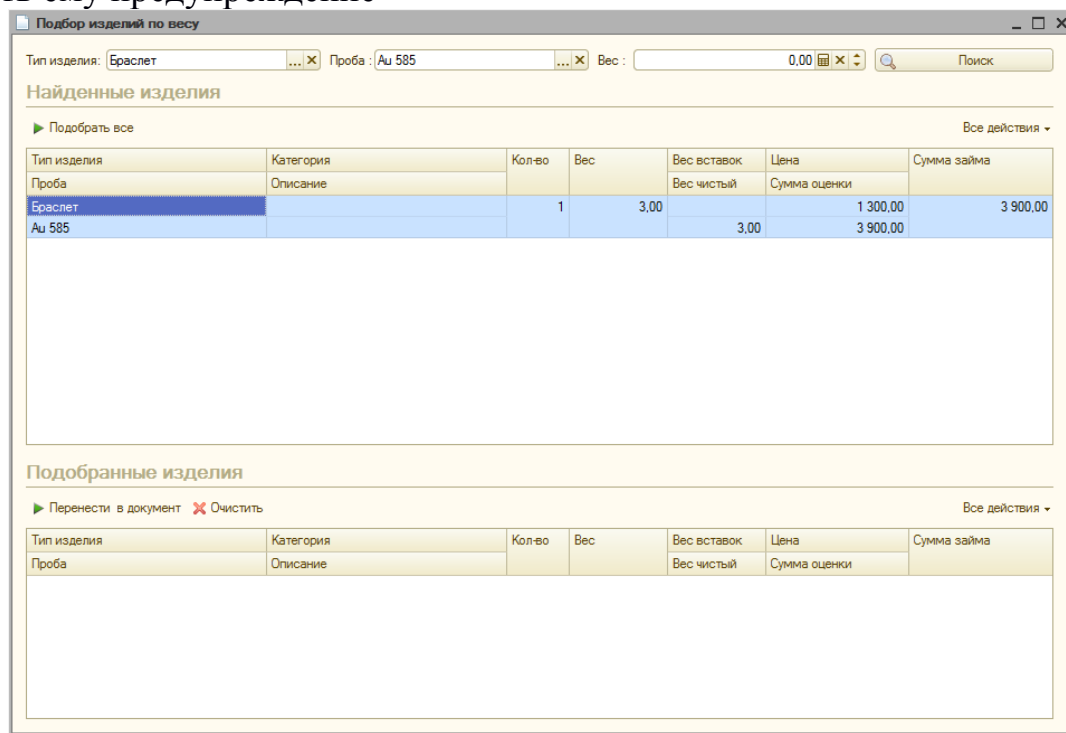 ему предупреждение
Подбор изделий по весу
Тип изделия: Браслет ... Проба : Au 585 ... Вес : 0,00 Поиск
Найденные изделия
Подобрать все Все действия
Тип изделия Категория Кол-во Вес Вес вставок Цена Сумма займа
Проба Описание Вес чистый Сумма оценки
Браслет 1 3,00 1 300,00 3 900,00
Au 585 3,00 3 900,00
Подобранные изделия
Перенести в документ Очистить Все действия
Тип изделия Категория Кол-во Вес Вес вставок Цена Сумма займа
Проба Описание Вес чистый Сумма оценки